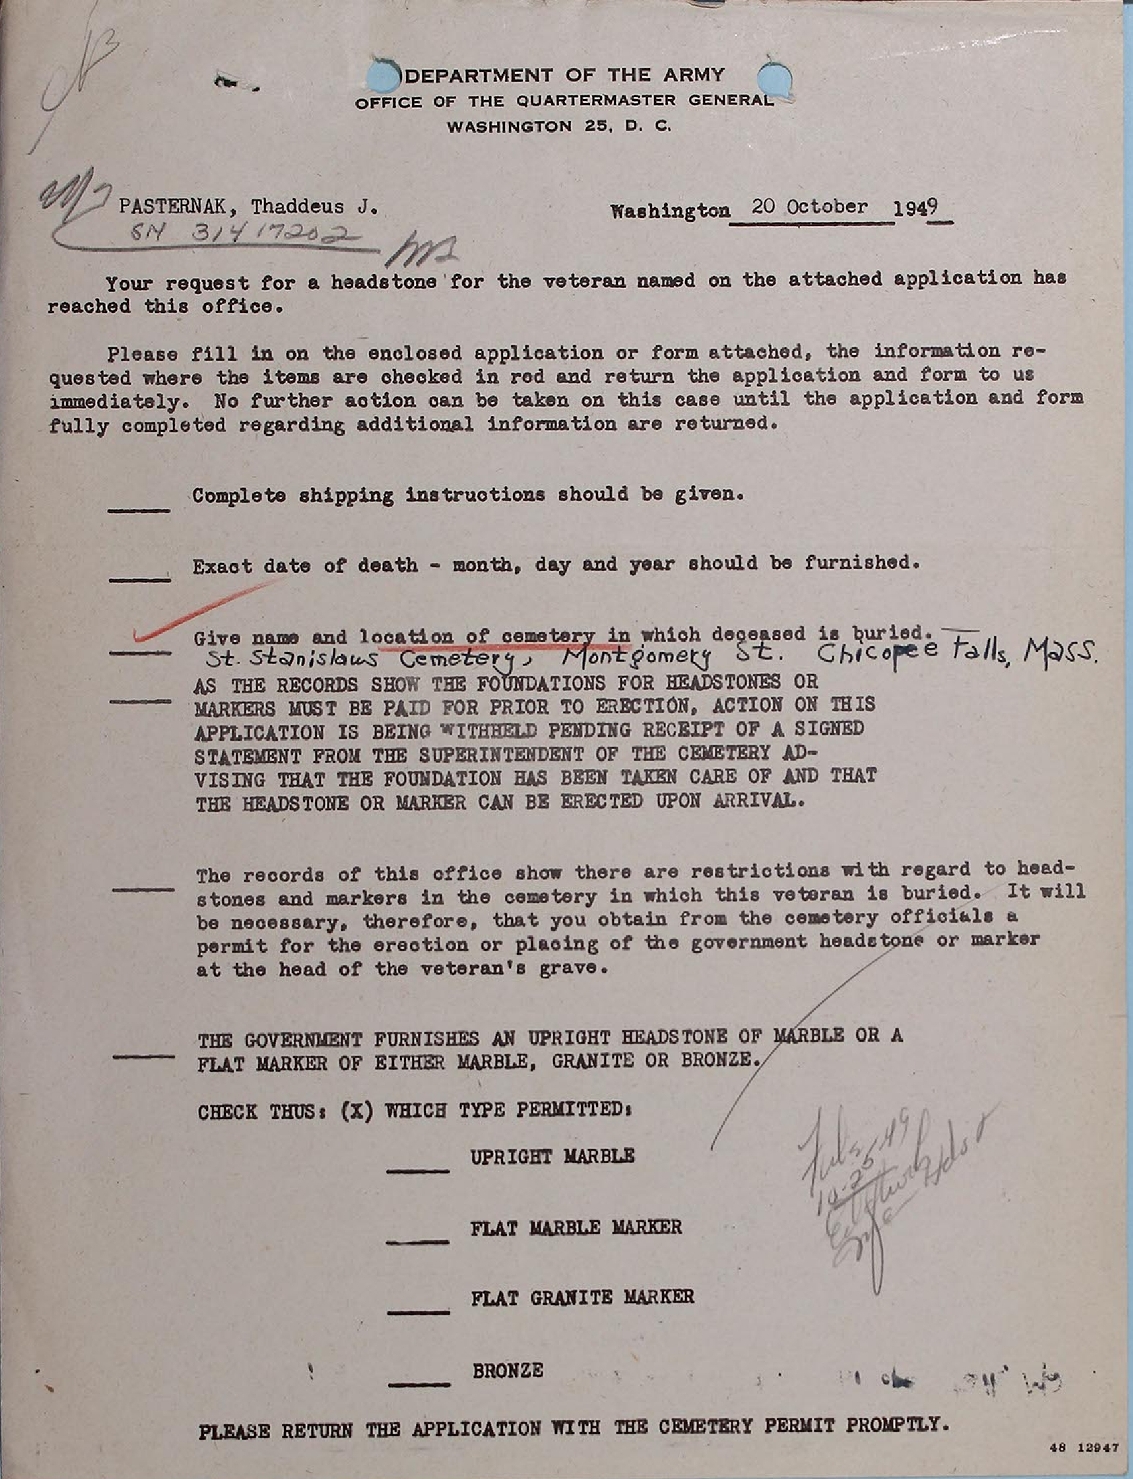 DEPARTMENT OF THE ARMY
OFFICE OF THE QUARTERMASTER GENERAL
WASHINGTON 25, D. C.
PASTERNAK, Thaddeus J.
Washington 20 October 1949
SN 31417202
Your request for a headstone for the veteran named on the attached application has
reached this office.
Please fill in on the enclosed application or form attached, the information re-
quested where the items are checked in red and return the application and form to us
immediately. No further action can be taken on this case until the application and form
fully completed regarding additional information are returned.
Complete shipping instructions should be given.
Exact date of death - month, day and year should be furnished.
Give name and location of cemetery in which deceased is buried.
St. Stanislaus Cemetery, Montgomery St. Chicopee Falls, Mass.
AS THE RECORDS SHOW THE FOUNDATIONS FOR HEADSTONES OR
MARKERS MUST BE PAID FOR PRIOR TO ERECTION, ACTION ON THIS
APPLICATION IS BEING WITHHELD PENDING RECEIPT OF A SIGNED
STATEMENT FROM THE SUPERINTENDENT OF THE CEMETERY AD-
VISING THAT THE FOUNDATION HAS BEEN TAKEN CARE OF AND THAT
THE HEADSTONE OR MARKER CAN BE ERECTED UPON ARRIVAL.
The records of this office show there are restrictions with regard to head-
stones and markers in the cemetery in which this veteran is buried. It will
be necessary, therefore, that you obtain from the cemetery officials a
permit for the erection or placing of the government headstone or marker
at the head of the veteran's grave.
THE GOVERNMENT FURNISHES AN UPRIGHT HEADSTONE OF MARBLE OR A
FLAT MARKER OF EITHER MARBLE, GRANITE OR BRONZE.
CHECK THUS: (X) WHICH TYPE PERMITTED:
UPRIGHT MARBLE
FLAT MARBLE MARKER
FLAT GRANITE MARKER
BRONZE
PLEASE RETURN THE APPLICATION WITH THE CEMETERY PERMIT PROMPTLY.
48 12947